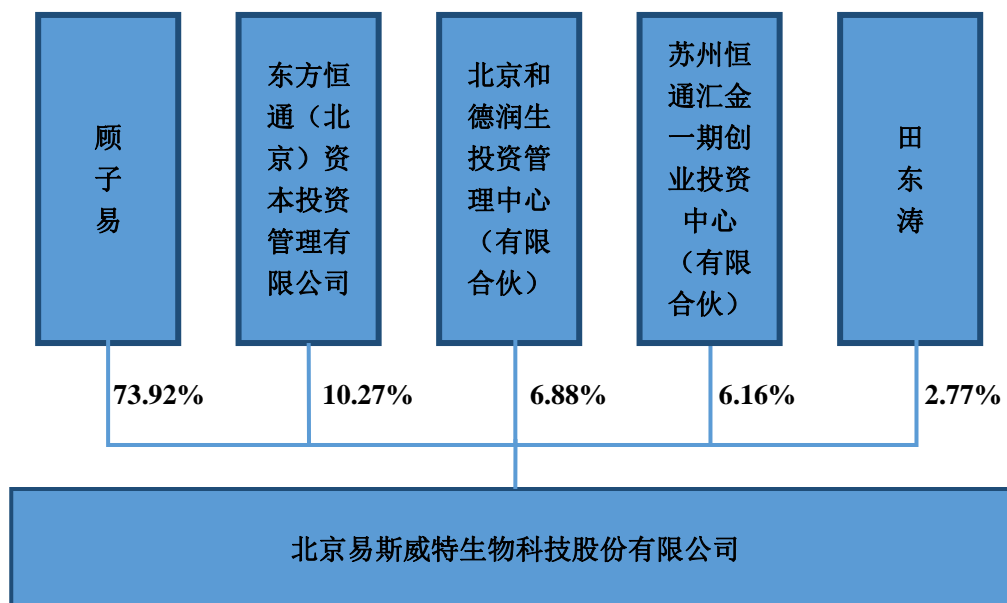 顾
子
易
东方恒
通（北
京）资
本投资
管理有
限公司
北京和
德润生
投资管
理中心
（有限
合伙）
苏州恒
通汇金
一期创
业投资
中心
（有限
合伙）
田
东
涛
73.92%
10.27%
6.88%
6.16%
2.77%
北京易斯威特生物科技股份有限公司